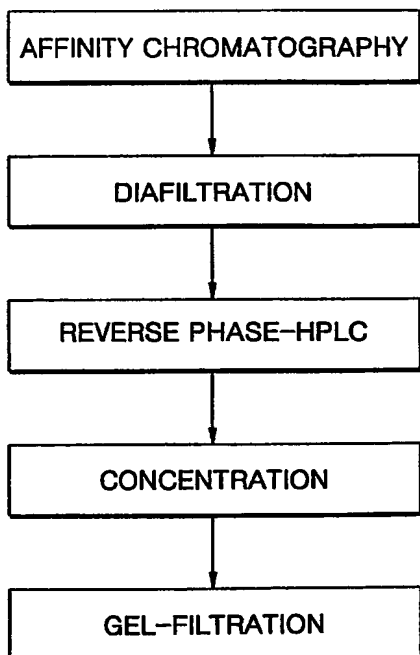 AFFINITY CHROMATOGRAPHY
DIAFILTRATION
REVERSE PHASE-HPLC
CONCENTRATION
GEL-FILTRATION